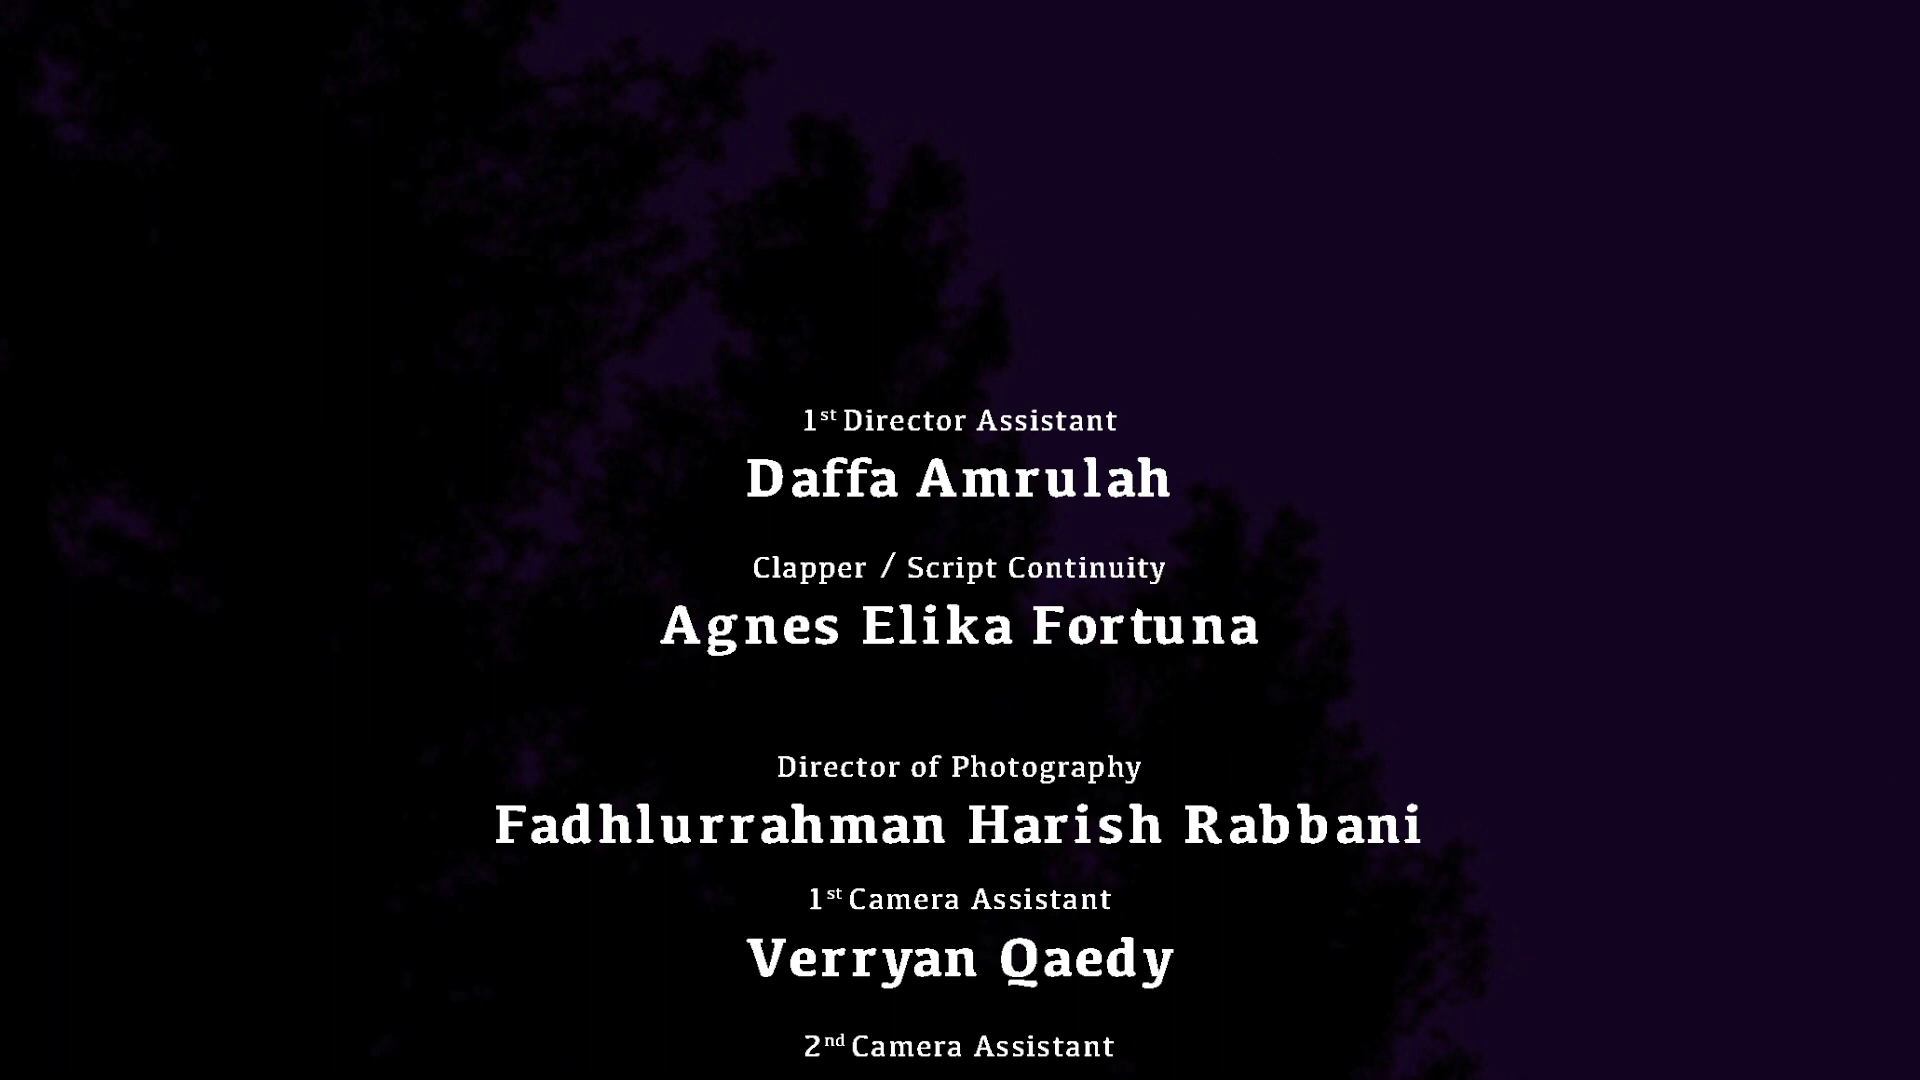 1st Director Assistant
Daffa Amrulah
Clapper / Script Continuity
Agnes Elika Fortuna
Director of Photography
Fadhlurrahman Harish Rabbani
1st Camera Assistant
Verryan Qaedy
2nd Camera Assistant